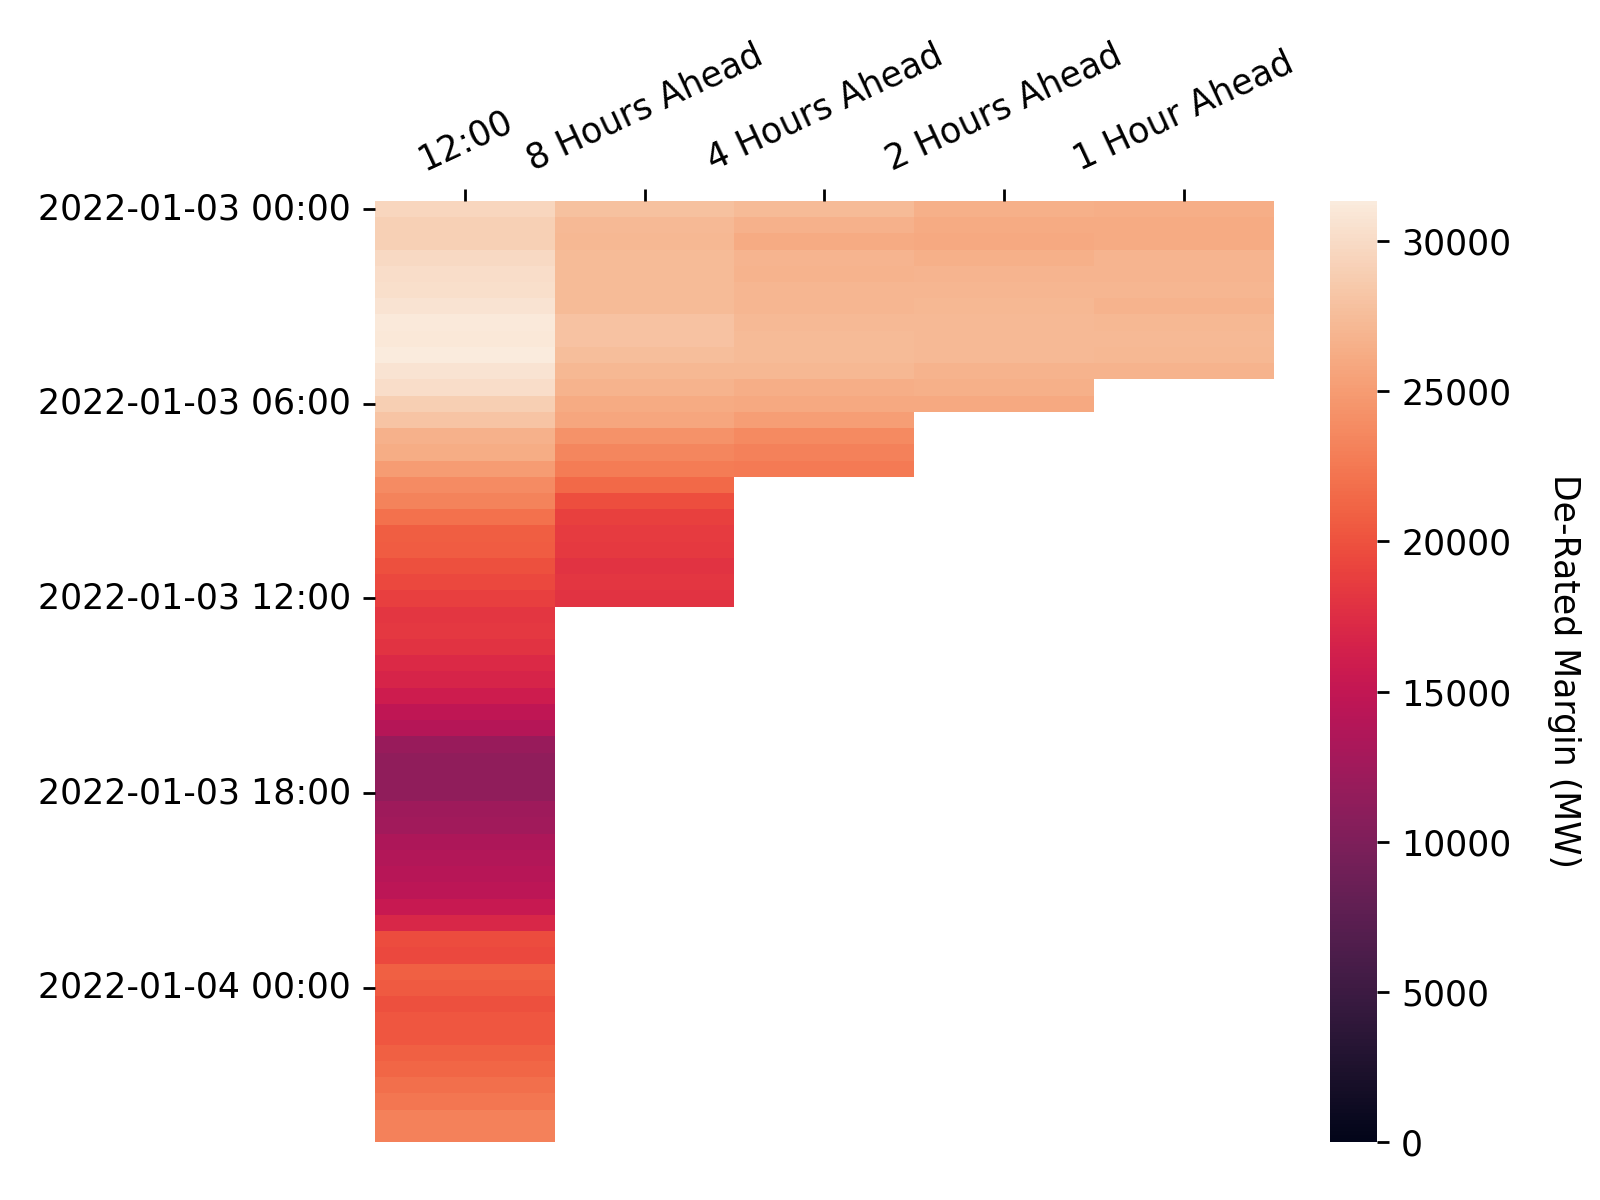 12:00
8 Hours Ahead
4 Hours Ahead
2 Hours Ahead
1 Hour Ahead
2022-01-03 00:00
2022-01-03 06:00
2022-01-03 12:00
2022-01-03 18:00
2022-01-04 00:00
30000
25000
20000
15000
10000
5000
0
De-Rated Margin (MW)